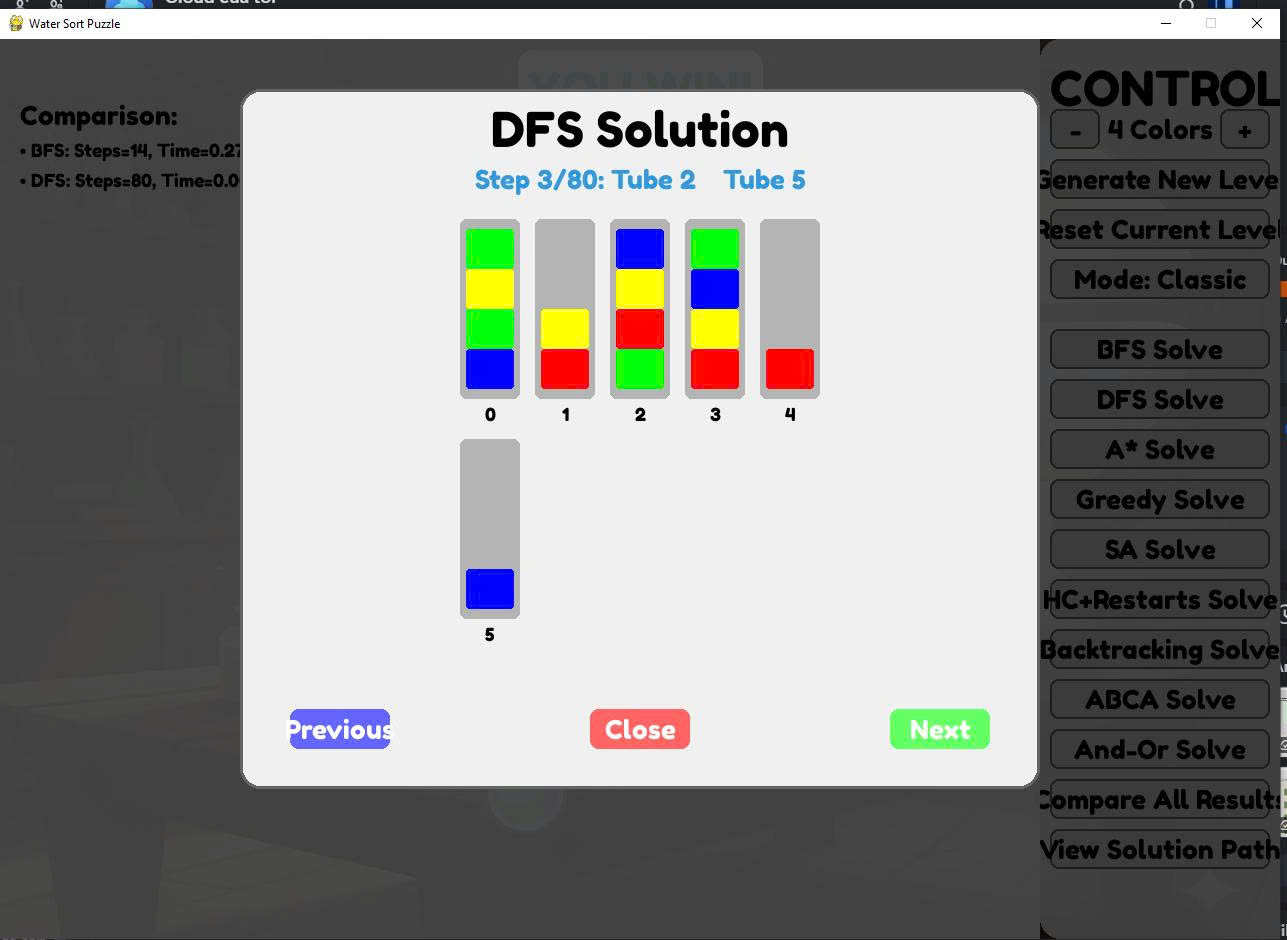 Water Sort Puzzle
Comparison:
• BFS: Steps=14, Time=0.27
• DFS: Steps=80, Time=0.0
DFS Solution
Step 3/80: Tube 2 Tube 5
0
1
2
3
4
5
Previous
Close
Next
CONTROL
-
4 Colors
+
Generate New Leve
Reset Current Level
Mode: Classic
BFS Solve
DFS Solve
A* Solve
Greedy Solve
SA Solve
HC+Restarts Solve
Backtracking Solve
ABCA Solve
And-Or Solve
Compare All Results
View Solution Path